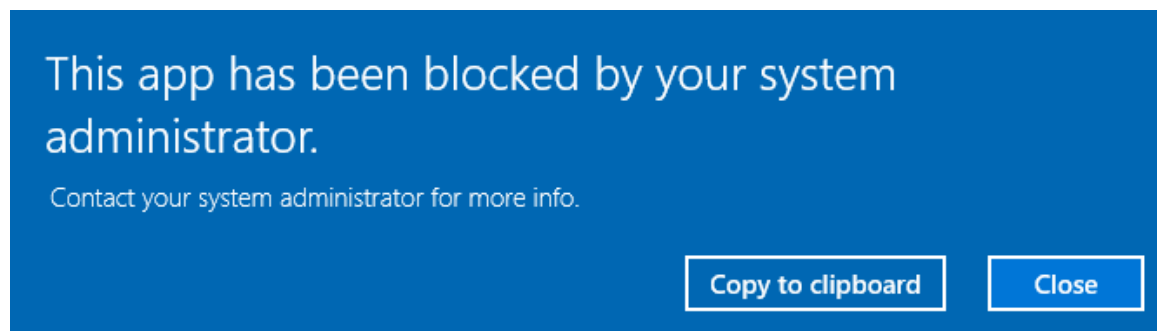 This app has been blocked by your system
administrator.
Contact your system administrator for more info.
Copy to clipboard
Close